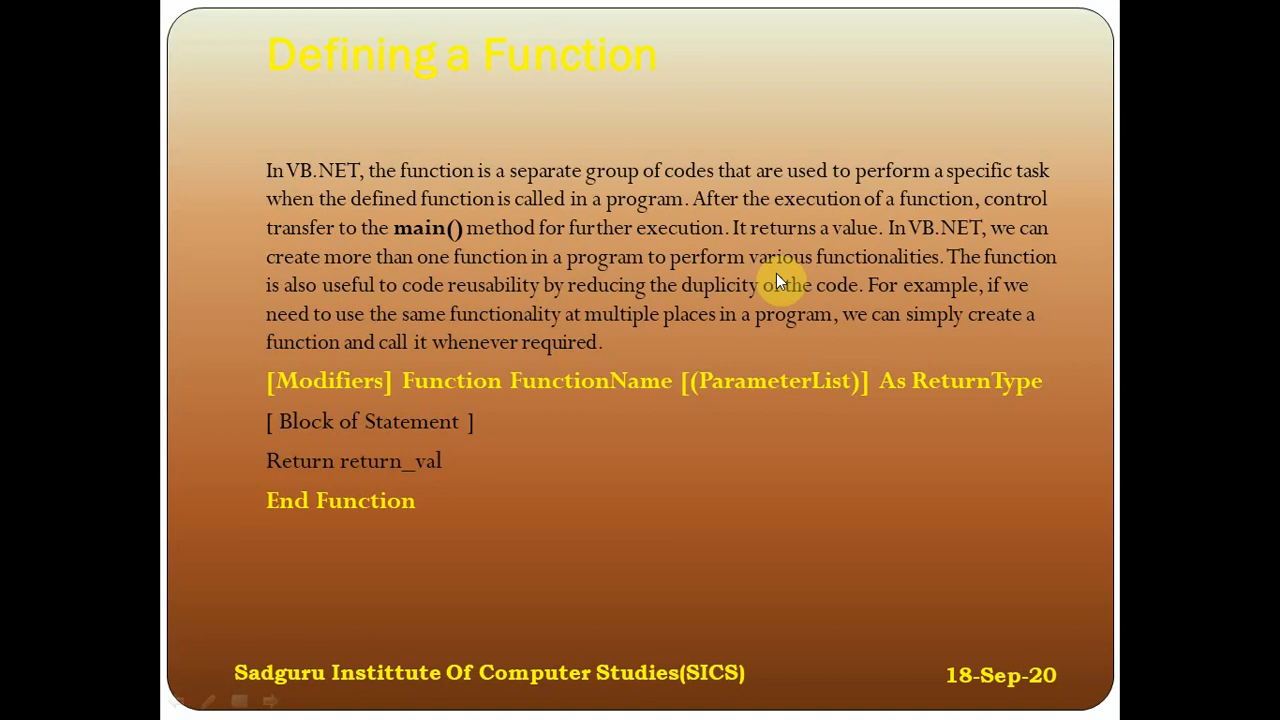 Defining a Function
In VB.NET, the function is a separate group of codes that are used to perform a specific task
when the defined function is called in a program. After the execution of a function, control
transfer to the main() method for further execution. It returns a value. In VB.NET, we can
create more than one function in a program to perform various functionalities. The function
is also useful to code reusability by reducing the duplicity of the code. For example, if we
need to use the same functionality at multiple places in a program, we can simply create a
function and call it whenever required.
[Modifiers] Function FunctionName [(ParameterList)] As ReturnType
[ Block of Statement ]
Return return_val
End Function
Sadguru Instittute Of Computer Studies(SICS)
18-Sep-20